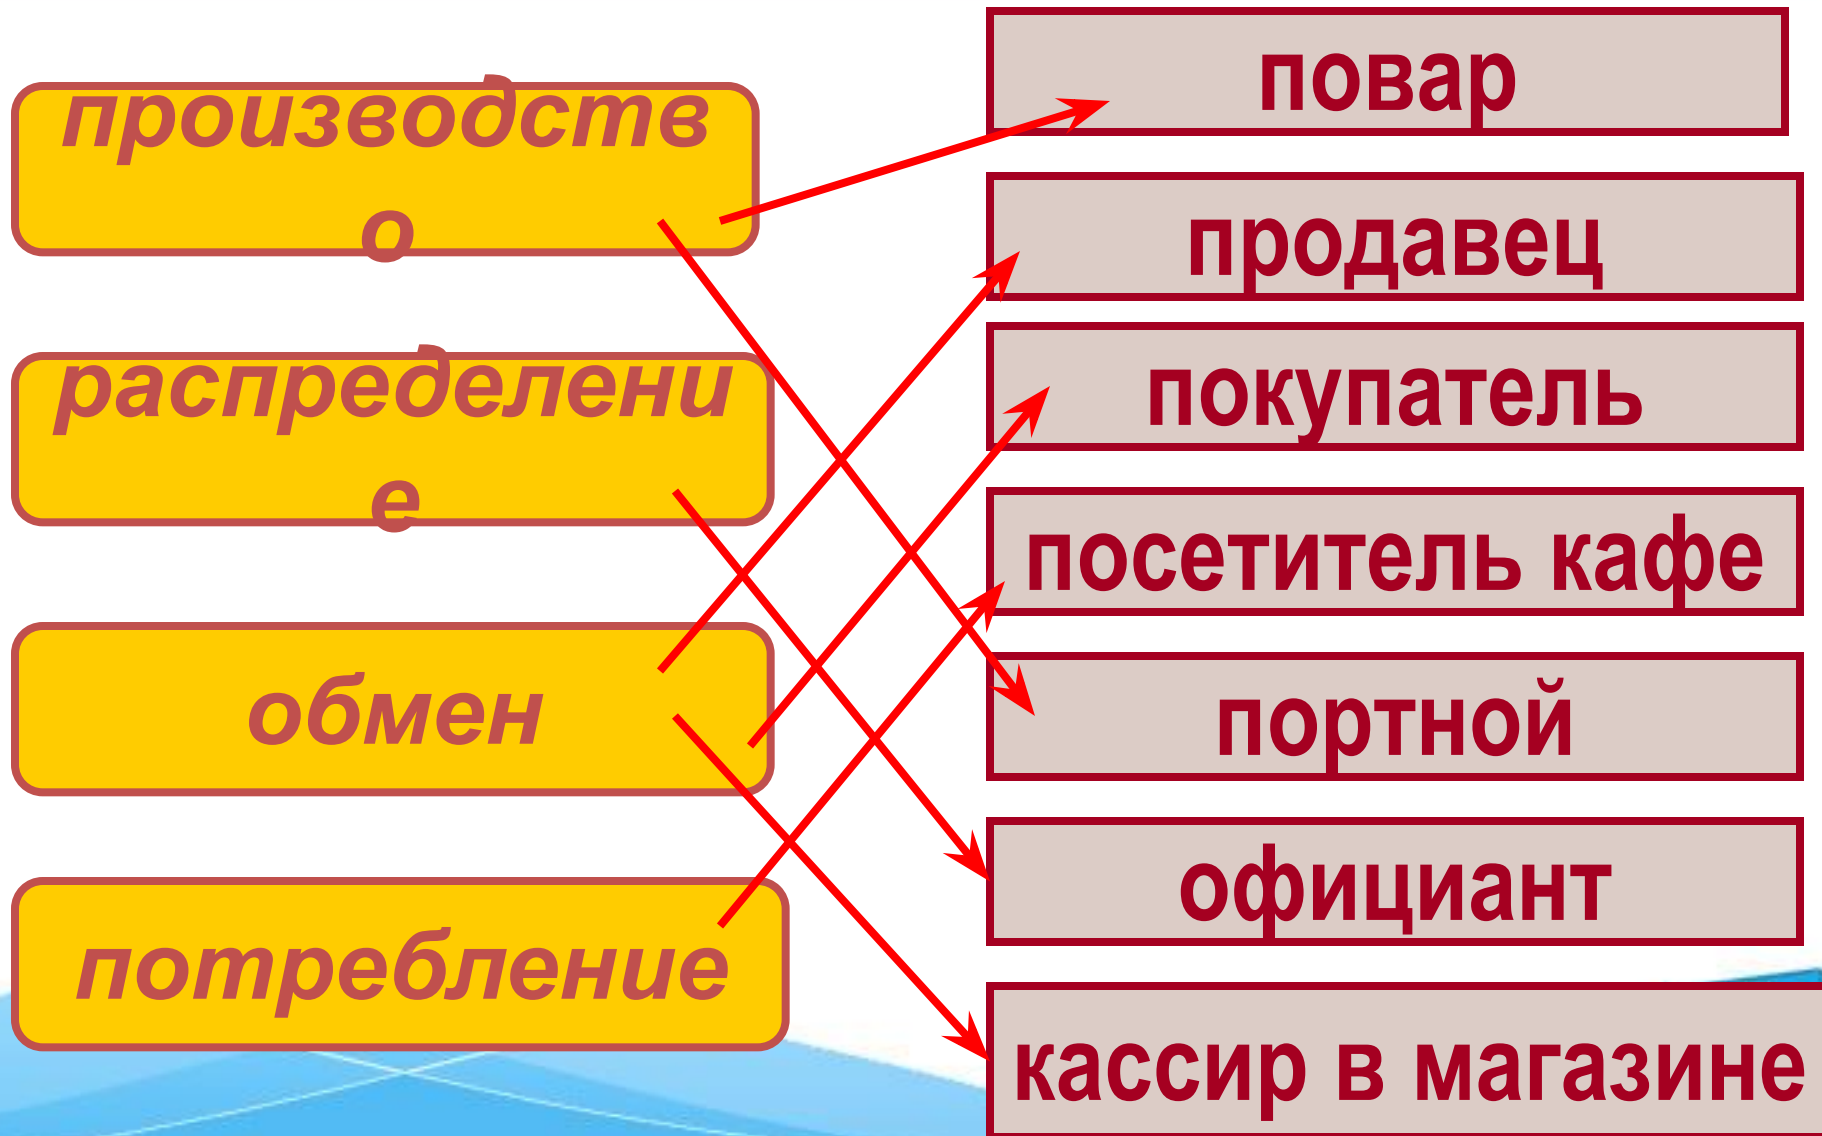 производств
о
распределени
е
обмен
потребление
повар
продавец
покупатель
посетитель кафе
портной
официант
кассир в магазине